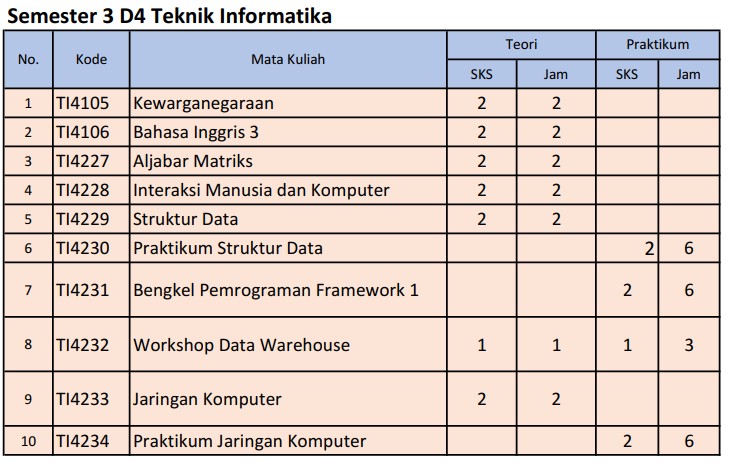 Semester 3 D4 Teknik Informatika
No. Kode Mata Kuliah Teori Praktikum
SKS Jam SKS Jam
1 TI4105 Kewarganegaraan 2 2
2 TI4106 Bahasa Inggris 3 2 2
3 TI4227 Aljabar Matriks 2 2
4 TI4228 Interaksi Manusia dan Komputer 2 2
5 TI4229 Struktur Data 2 2
6 TI4230 Praktikum Struktur Data 2 6
7 TI4231 Bengkel Pemrograman Framework 1 2 6
8 TI4232 Workshop Data Warehouse 1 1 1 3
9 TI4233 Jaringan Komputer 2 2
10 TI4234 Praktikum Jaringan Komputer 2 6